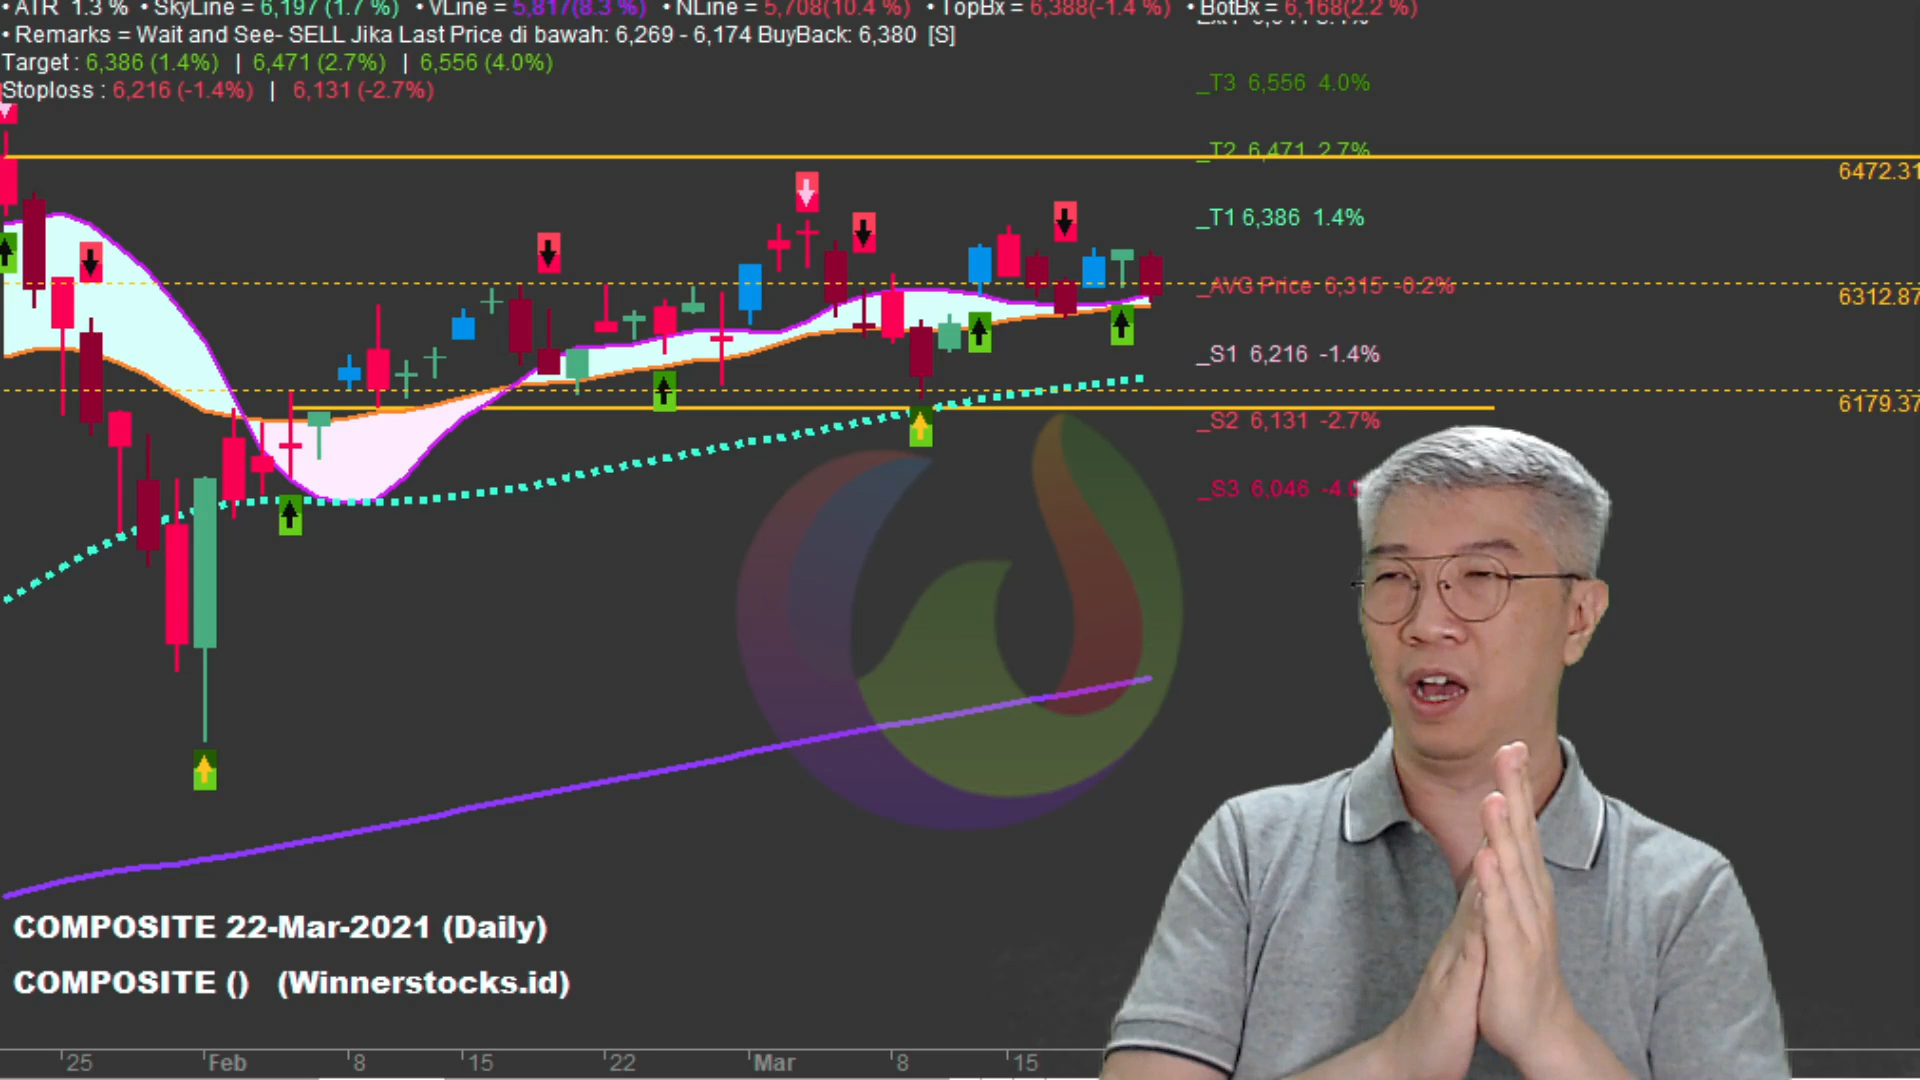 • ATR 1.3 % • SkyLine = 6,197 (1.7 %) • VLine = 5,817(8.3 %) • NLine = 5,708(10.4 %) • TopBx = 6,388(-1.4 %) • BotBx = 6,168(2.2 %)
• Remarks = Wait and See- SELL Jika Last Price di bawah: 6,269 - 6,174 BuyBack: 6,380 [S]
Target : 6,386 (1.4%) | 6,471 (2.7%) | 6,556 (4.0%)
Stoploss : 6,216 (-1.4%) | 6,131 (-2.7%)
_T3 6,556 4.0%
_T2 6,471 2.7%
6472.31
_T1 6,386 1.4%
_AVG Price 6,315 -0.2%
6312.87
_S1 6,216 -1.4%
6179.37
_S2 6,131 -2.7%
_S3 6,046
COMPOSITE 22-Mar-2021 (Daily)
COMPOSITE () (Winnerstocks.id)
25 Feb 8 15 22 Mar 8 15